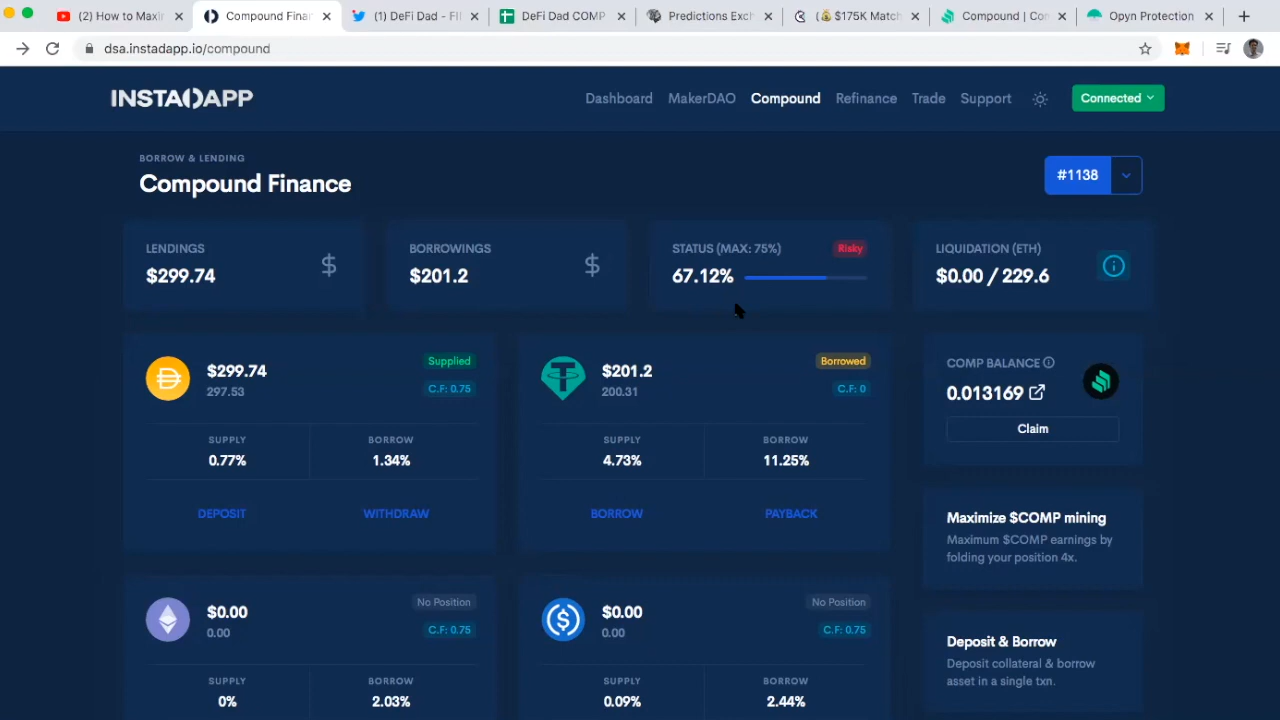 (2) How to Maxin
Compound Finan
(1) DeFi Dad - FI
DeFi Dad COMP
Predictions Exch
(💰 $175K Match
Compound | Con
Opyn Protection
dsa.instadapp.io/compound
INSTADAPP
Dashboard
MakerDAO
Compound
Refinance
Trade
Support
Connected
BORROW & LENDING
Compound Finance
#1138
LENDINGS
$299.74
$
BORROWINGS
$201.2
$
STATUS (MAX: 75%)
Risky
67.12%
LIQUIDATION (ETH)
$0.00 / 229.6
$299.74
297.53
Supplied
C.F: 0.75
SUPPLY
0.77%
BORROW
1.34%
DEPOSIT
WITHDRAW
$201.2
200.31
Borrowed
C.F: 0
SUPPLY
4.73%
BORROW
11.25%
BORROW
PAYBACK
COMP BALANCE
0.013169
Claim
Maximize $COMP mining
Maximum $COMP earnings by
folding your position 4x.
$0.00
0.00
No Position
C.F: 0.75
SUPPLY
0%
BORROW
2.03%
$0.00
0.00
No Position
C.F: 0.75
SUPPLY
0.09%
BORROW
2.44%
Deposit & Borrow
Deposit collateral & borrow
asset in a single txn.